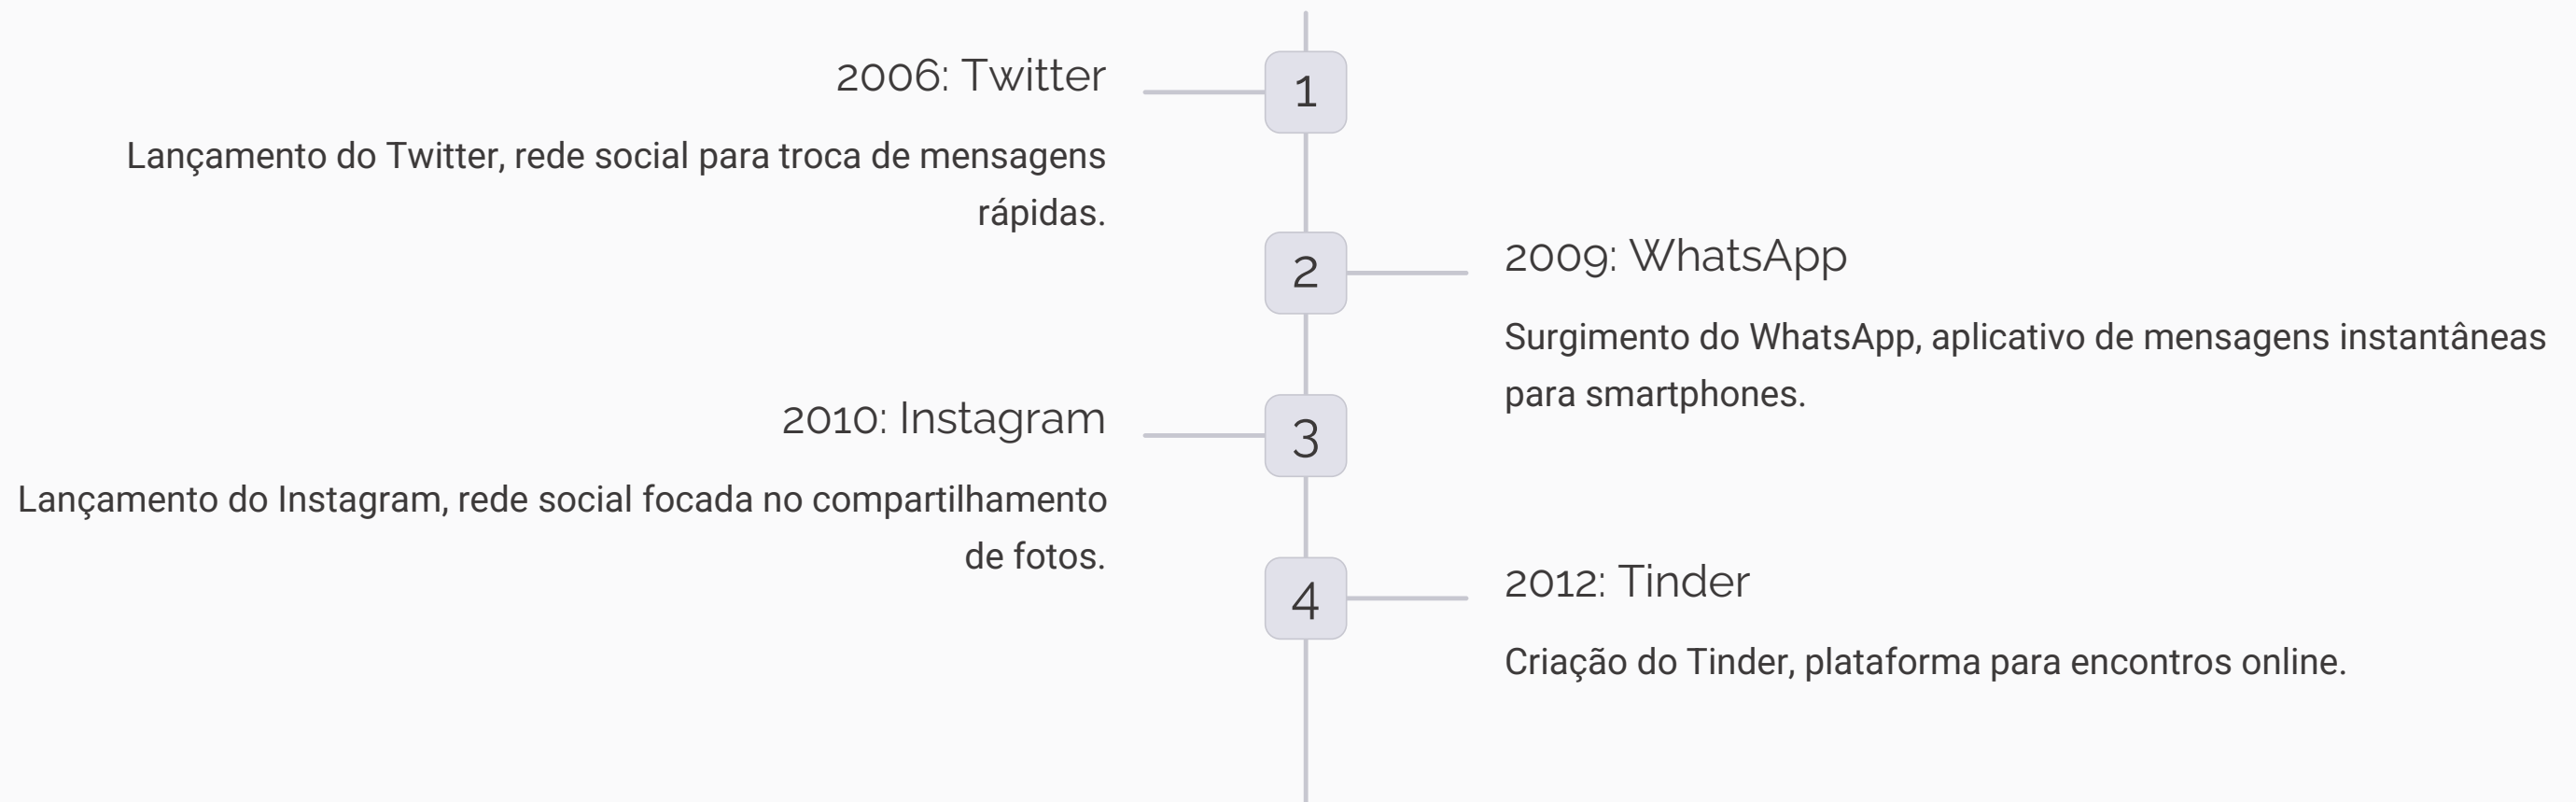 1
2006: Twitter
Lançamento do Twitter, rede social para troca de mensagens
rápidas.
2
2009: WhatsApp
Surgimento do WhatsApp, aplicativo de mensagens instantâneas
para smartphones.
3
2010: Instagram
Lançamento do Instagram, rede social focada no compartilhamento
de fotos.
4
2012: Tinder
Criação do Tinder, plataforma para encontros online.